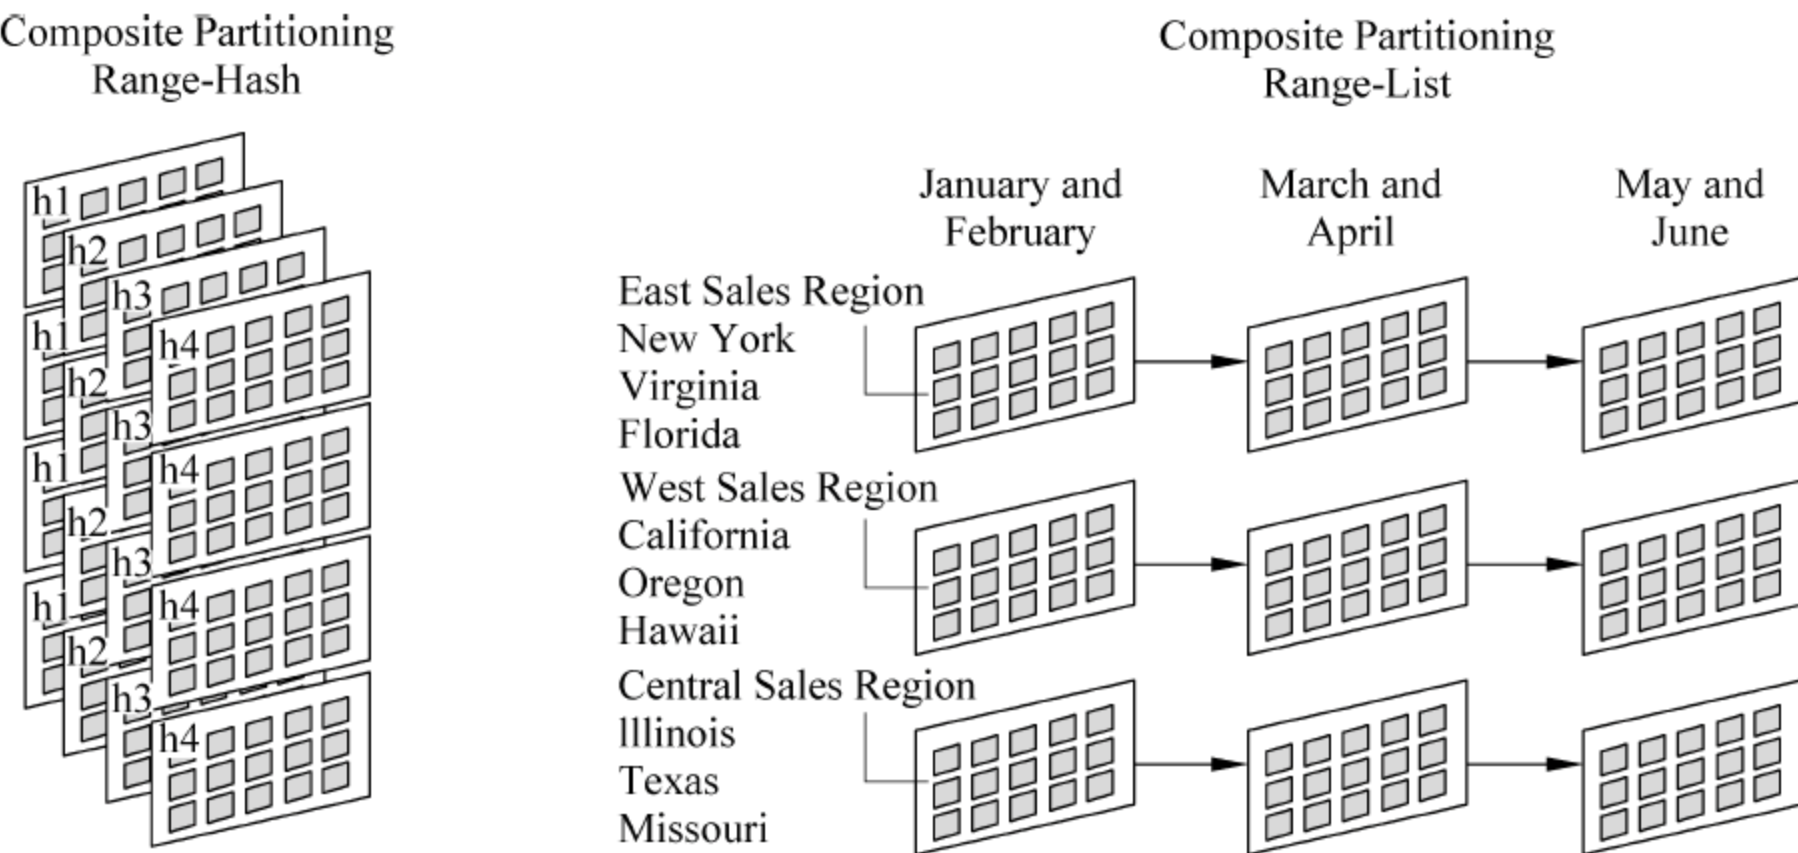 Composite Partitioning
Range-Hash
h1
h2
h3
h4
h1
h2
h3
h4
h1
h2
h3
h4
h1
h2
h3
h4
Composite Partitioning
Range-List
January and
February
March and
April
May and
June
East Sales Region
New York
Virginia
Florida
West Sales Region
California
Oregon
Hawaii
Central Sales Region
Illinois
Texas
Missouri